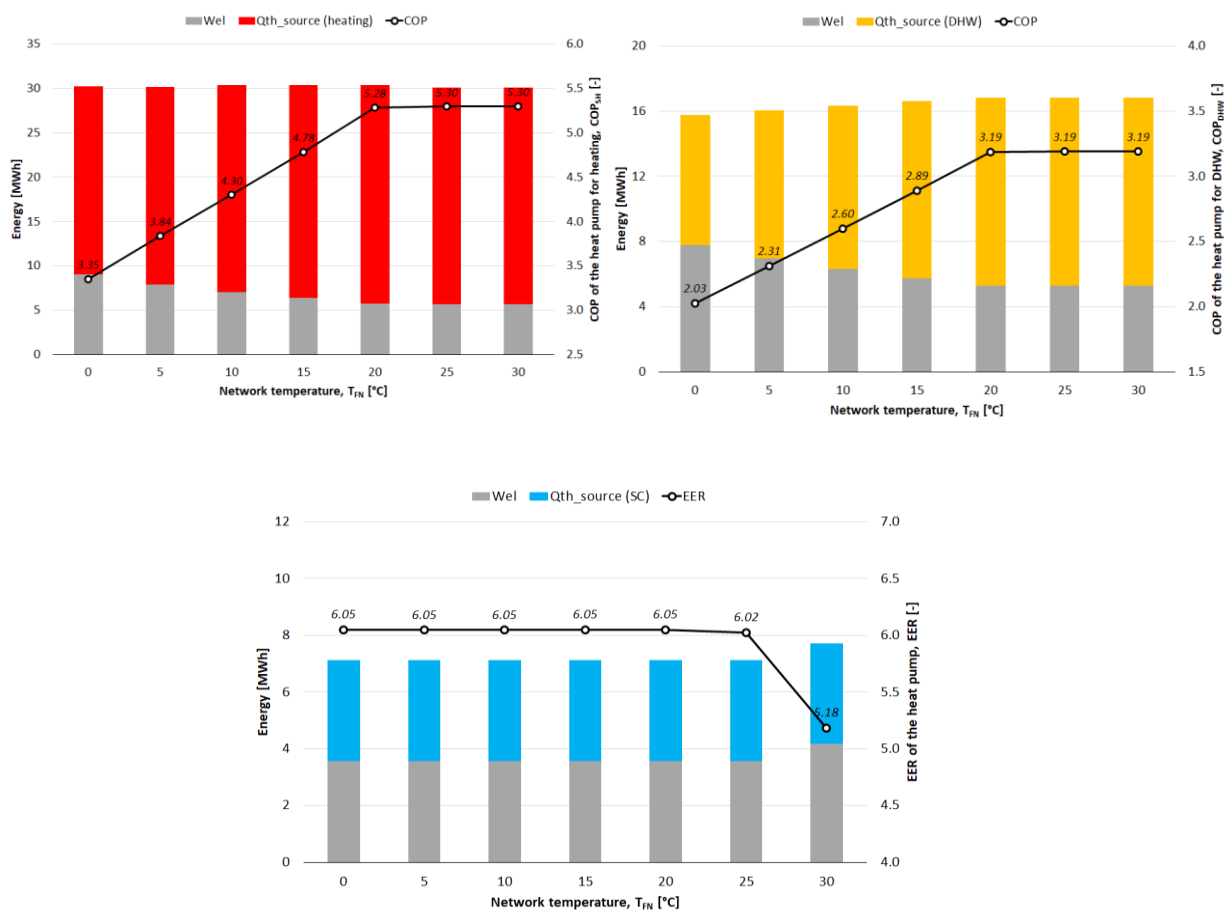 Wel Qth_source (heating) COP
35
30
25
20
15
10
5
0
Energy [MWh]
3.35 3.84 4.30 4.78 5.28 5.30 5.30
6.0
5.5
5.0
4.5
4.0
3.5
3.0
2.5
COP of the heat pump for heating, COP_SH [-]
0 5 10 15 20 25 30
Network temperature, T_FN [°C]
Wel Qth_source (DHW) COP
20
16
12
8
4
0
Energy [MWh]
2.03 2.31 2.60 2.89 3.19 3.19 3.19
4.0
3.5
3.0
2.5
2.0
1.5
COP of the heat pump for DHW, COP_DHW [-]
0 5 10 15 20 25 30
Network temperature, T_FN [°C]
Wel Qth_source (SC) EER
12
10
8
6
4
2
0
Energy [MWh]
6.05 6.05 6.05 6.05 6.05 6.02 5.18
7.0
6.5
6.0
5.5
5.0
4.5
4.0
EER of the heat pump, EER [-]
0 5 10 15 20 25 30
Network temperature, T_FN [°C]